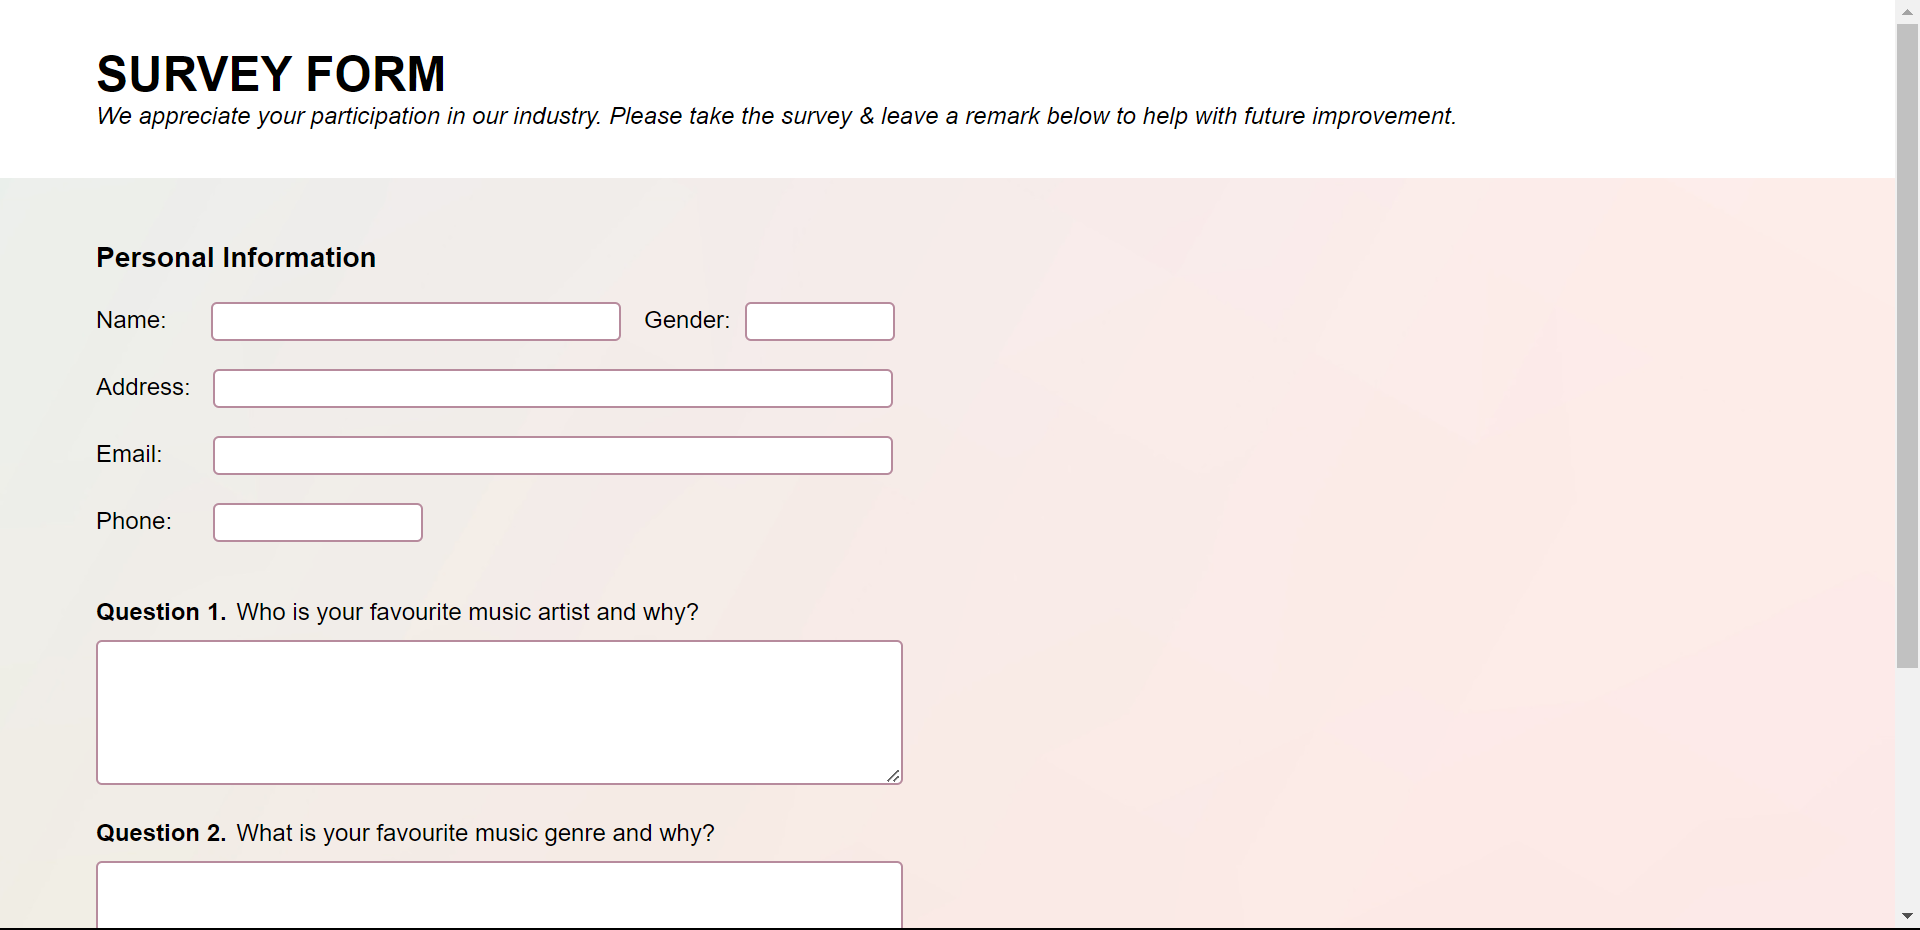 SURVEY FORM
We appreciate your participation in our industry. Please take the survey & leave a remark below to help with future improvement.
Personal Information
Name: Gender:
Address:
Email:
Phone:
Question 1. Who is your favourite music artist and why?
Question 2. What is your favourite music genre and why?